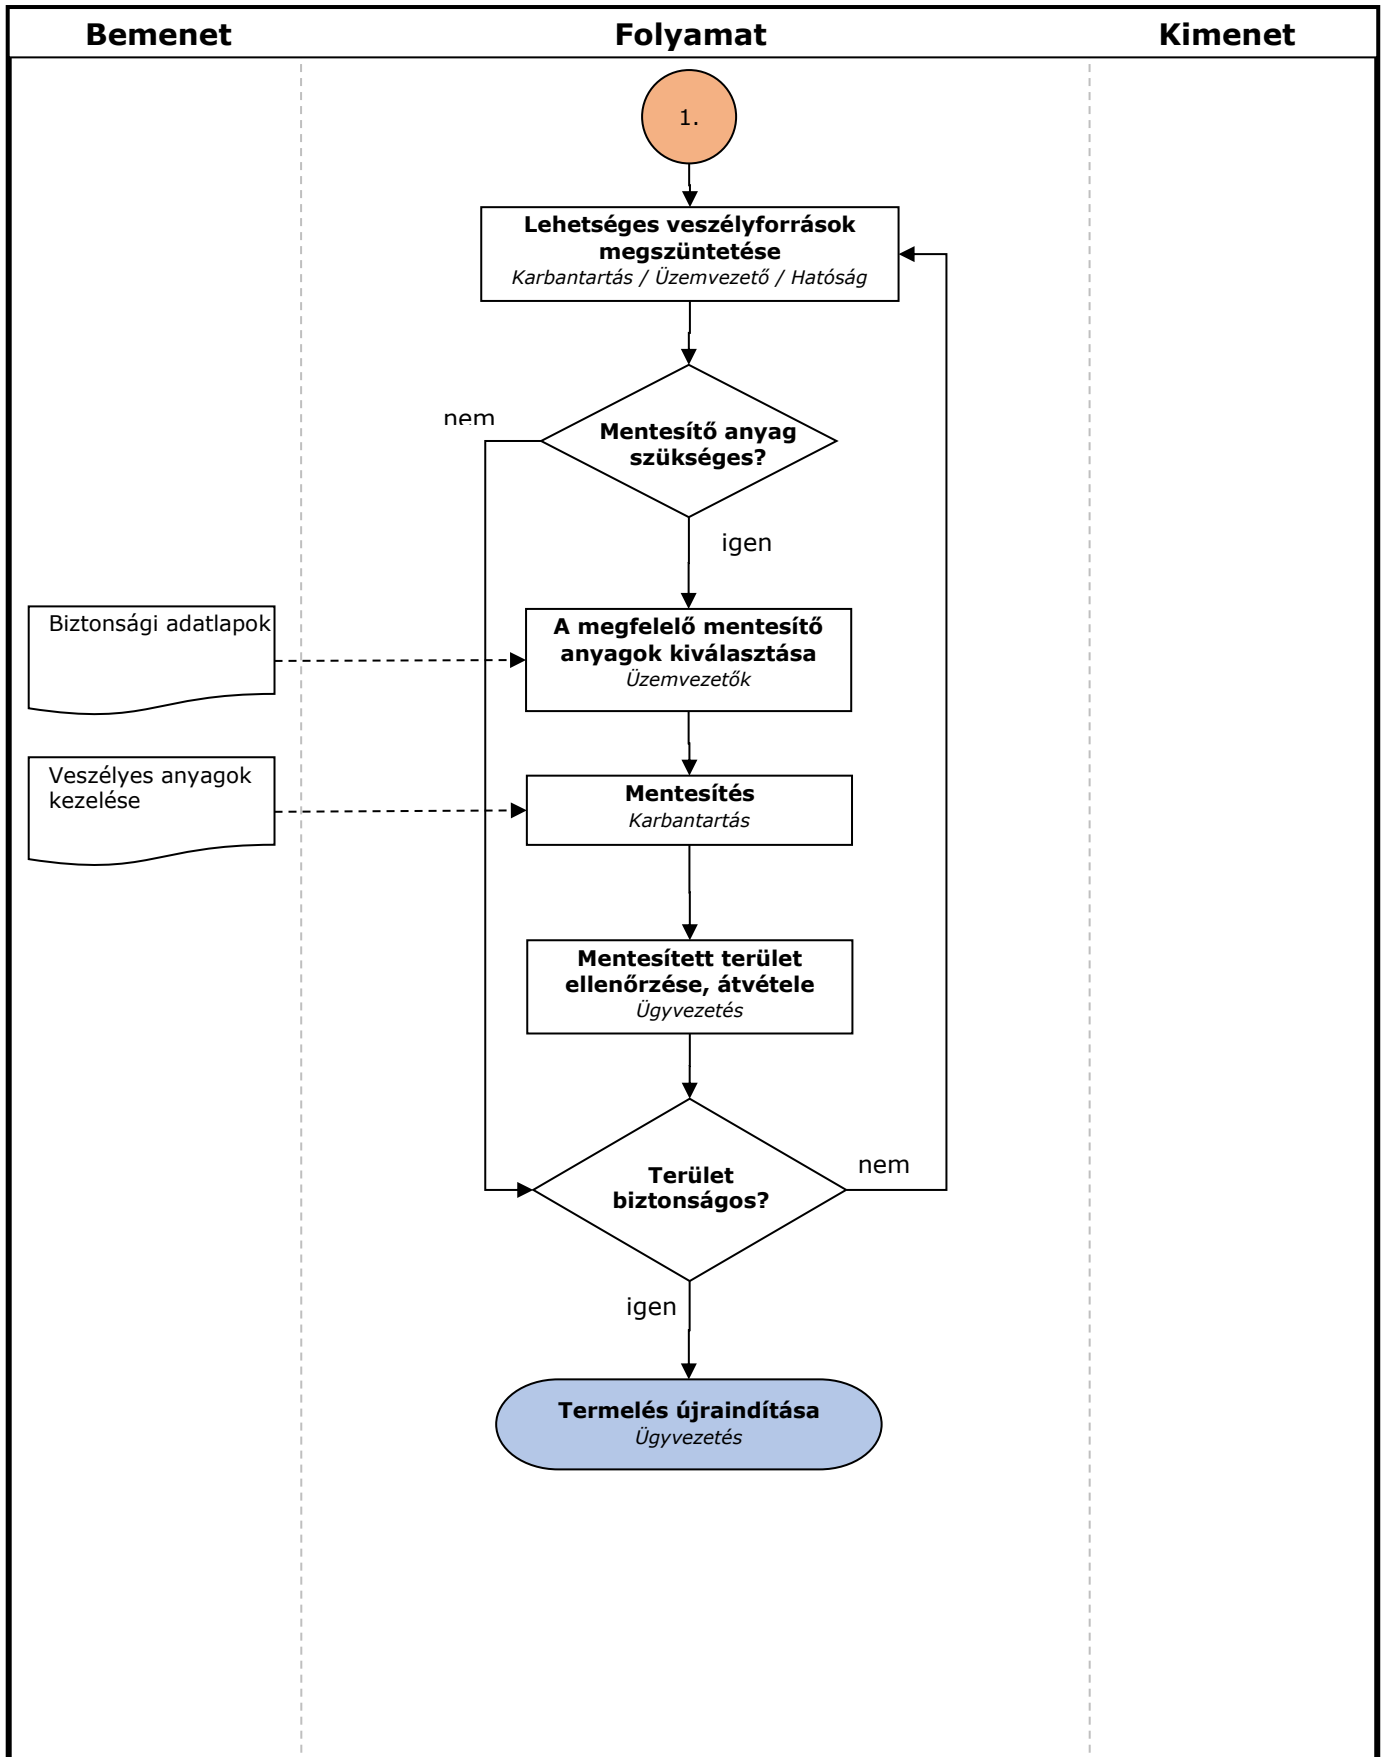 Bemenet
Folyamat
Kimenet
1.
Lehetséges veszélyforrások
megszüntetése
Karbantartás / Üzemvezető / Hatóság
nem
Mentesítő anyag
szükséges?
igen
Biztonsági adatlapok
A megfelelő mentesítő
anyagok kiválasztása
Üzemvezetők
Veszélyes anyagok
kezelése
Mentesítés
Karbantartás
Mentesített terület
ellenőrzése, átvétele
Ügyvezetés
Terület
biztonságos?
nem
igen
Termelés újraindítása
Ügyvezetés